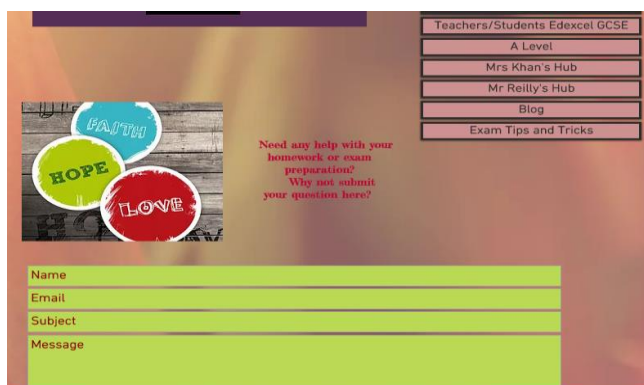 Teachers/Students Edexcel GCSE
A Level
Mrs Khan's Hub
Mr Reilly's Hub
Blog
Exam Tips and Tricks
FAITH
HOPE
LOVE
Need any help with your
homework or exam
preparation?
Why not submit
your question here?
Name
Email
Subject
Message